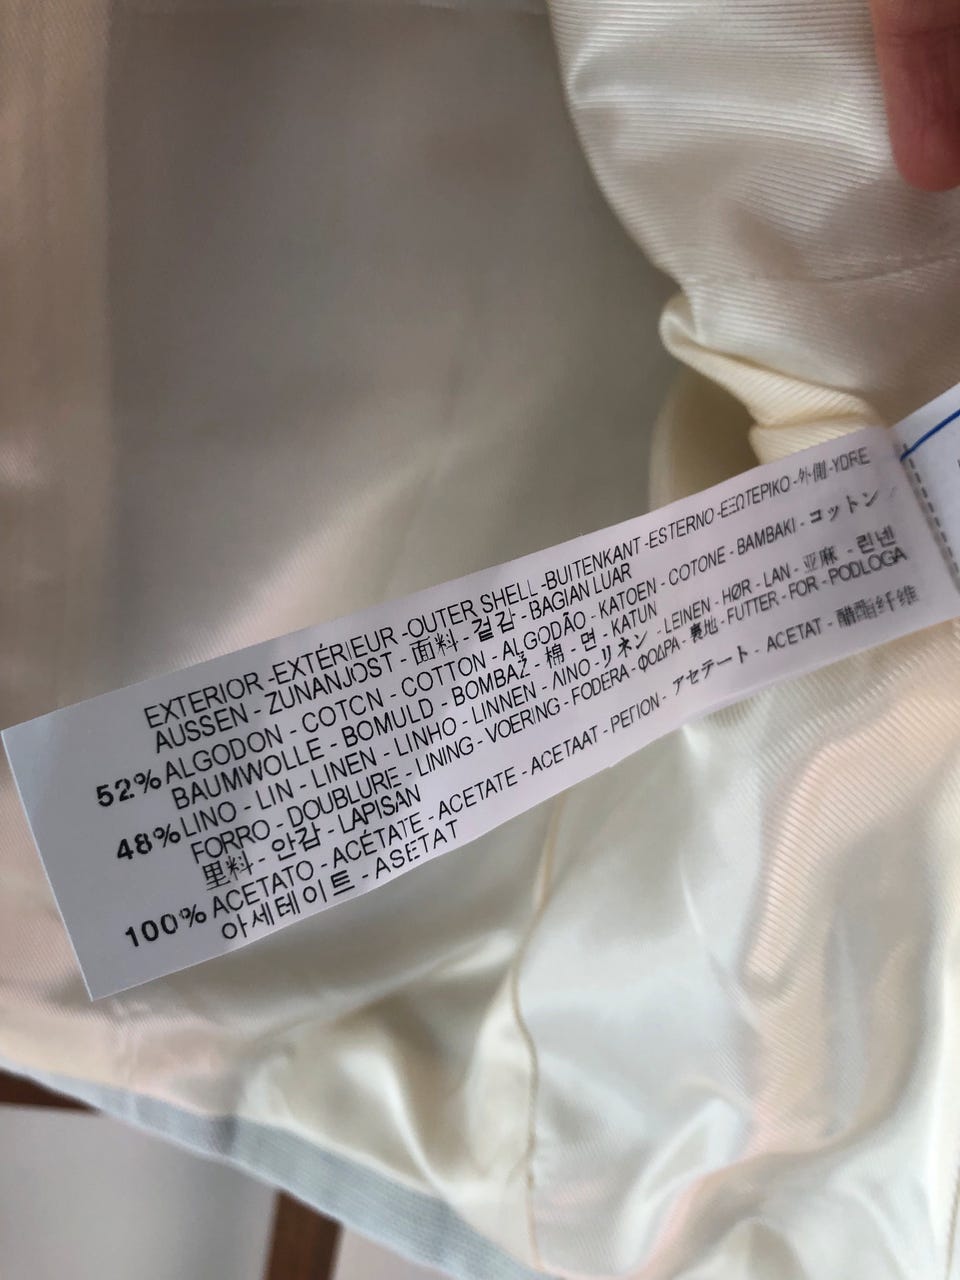 EXTERIOR -EXTÉRIEUR -OUTER SHELL -BUITENKANT -ESTERNO -ΕΞΩΤΕΡΙΚΟ -外側-YDRE
AUSSEN - ZUNANJOST - 面料 - 겉감 - BAGIAN LUAR
52% ALGODON - COTON - COTTON - ALGODÃO - KATOEN - COTONE - BAMBAKI - コットン
BAUMWOLLE - BOMULD - BOMBAŽ - 棉 - 면 - KATUN
48% LINO - LIN - LINEN - LINHO - LINNEN - ΛΙΝΟ - リネン - LEINEN - HØR - LAN - 亚麻 - 린넨
FORRO - DOUBLURE - LINING - VOERING - FODERA - ΦΟΔΡΑ - 裏地 - FUTTER - FOR - PODLOGA
里料 - 안감 - LAPISAN
100% ACETATO - ACÉTATE - ACETATE - ACETAAT - ΡΕΓΙΟΝ - アセテート - ACETAT - 醋酯纤维
아세테이트 - ASETAT